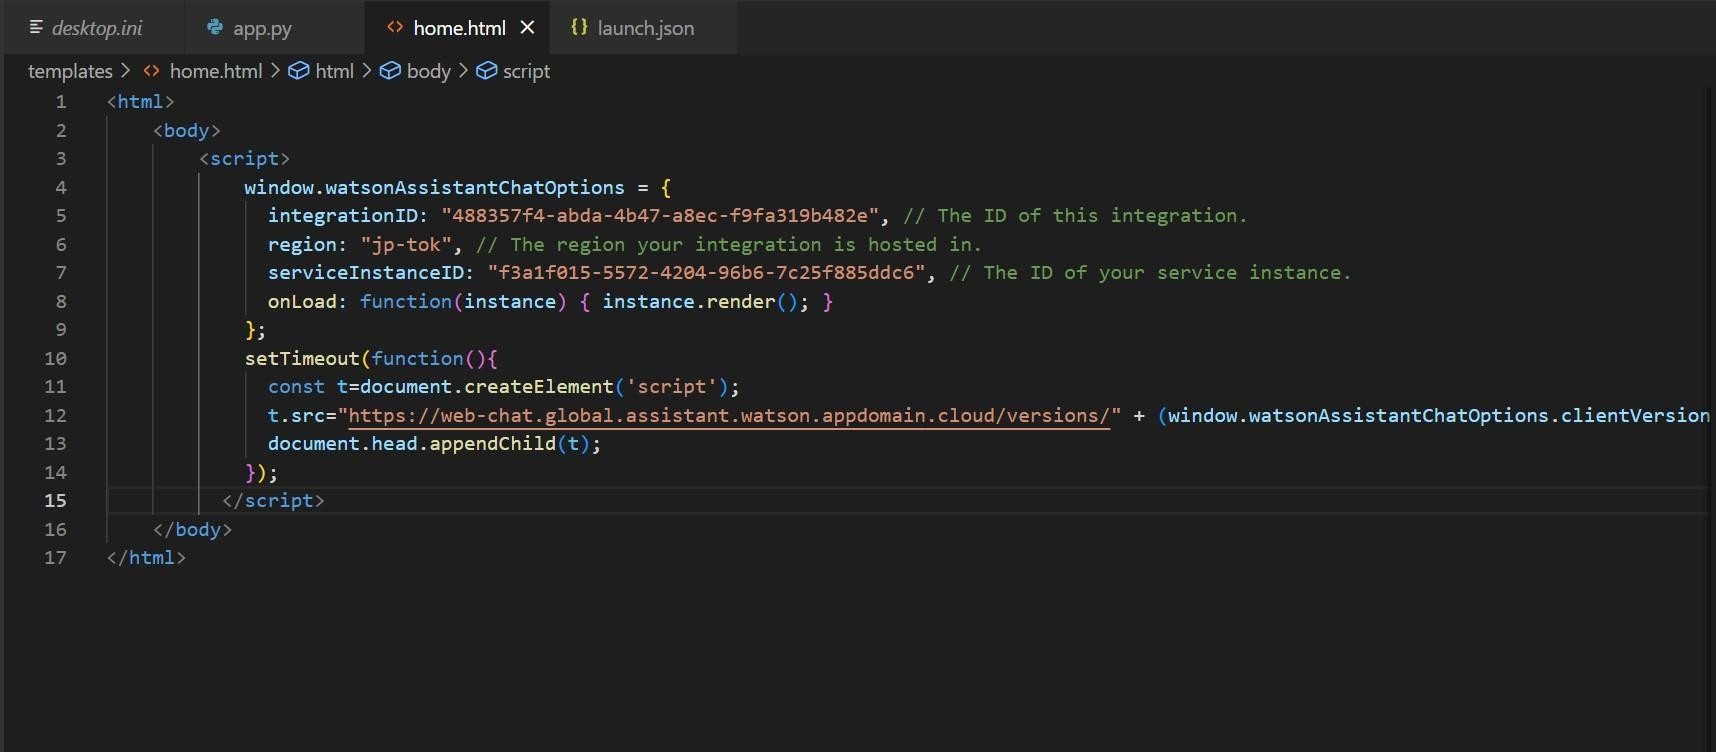 desktop.ini app.py home.html launch.json
templates > home.html > html > body > script
1 <html>
2 <body>
3 <script>
4 window.watsonAssistantChatOptions = {
5 integrationID: "488357f4-abda-4b47-a8ec-f9fa319b482e", // The ID of this integration.
6 region: "jp-tok", // The region your integration is hosted in.
7 serviceInstanceID: "f3a1f015-5572-4204-96b6-7c25f885ddc6", // The ID of your service instance.
8 onLoad: function(instance) { instance.render(); }
9 };
10 setTimeout(function(){
11 const t=document.createElement('script');
12 t.src="https://web-chat.global.assistant.watson.appdomain.cloud/versions/" + (window.watsonAssistantChatOptions.clientVersion
13 document.head.appendChild(t);
14 });
15 </script>
16 </body>
17 </html>